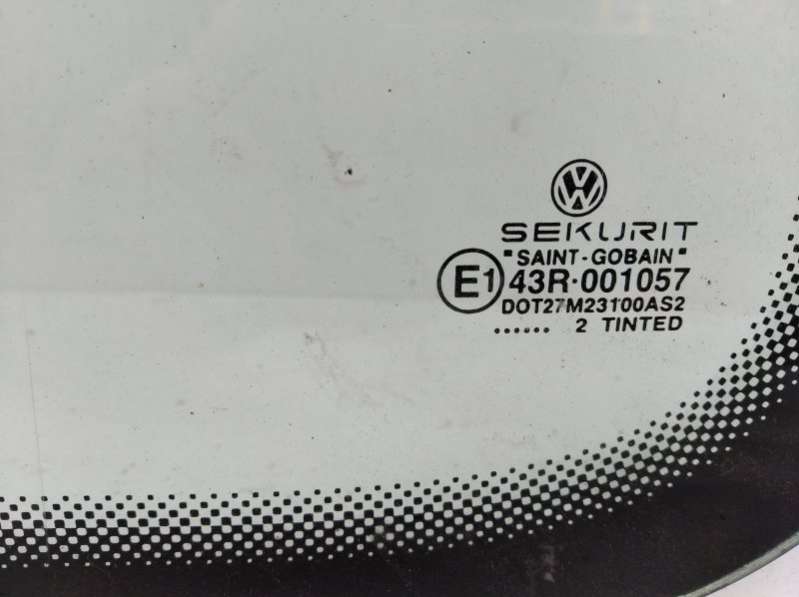 SEKURIT
"SAINT-GOBAIN"
E1 43R·001057
DOT27M23100AS2
...... 2 TINTED